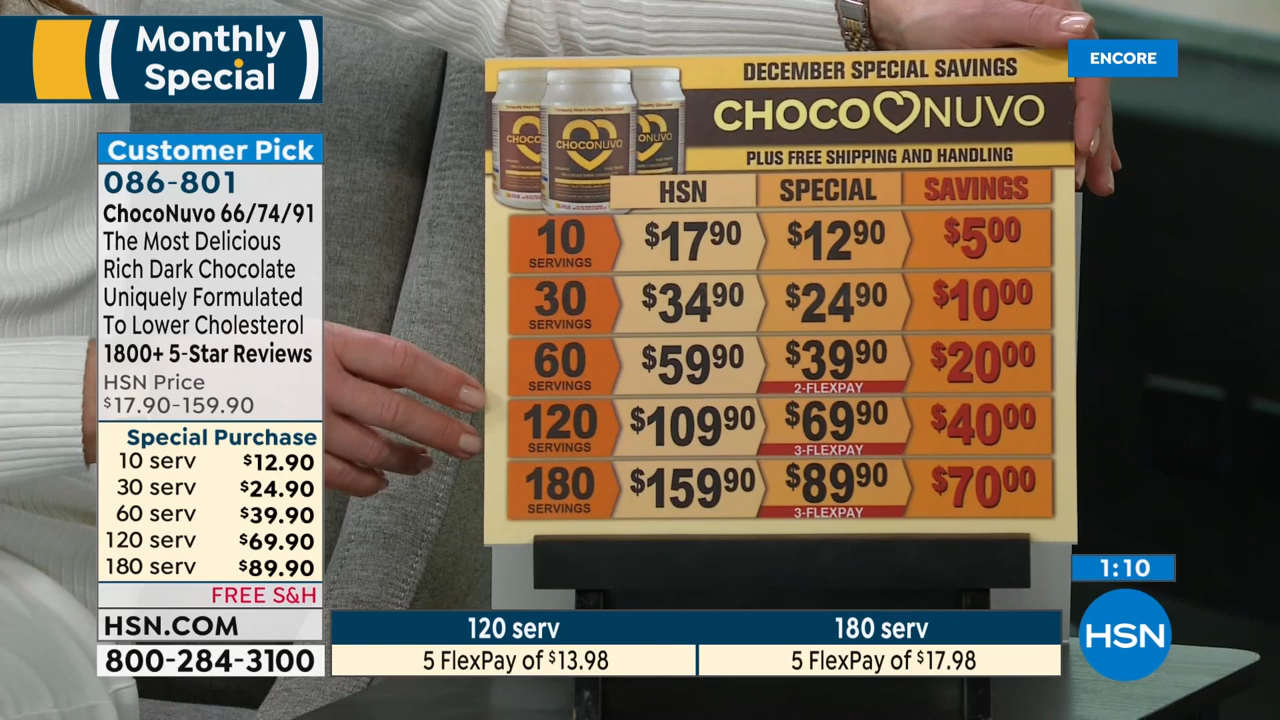 Monthly
Special
ENCORE
Customer Pick
086-801
ChocoNuvo 66/74/91
The Most Delicious
Rich Dark Chocolate
Uniquely Formulated
To Lower Cholesterol
1800+ 5-Star Reviews
HSN Price
$17.90-159.90
Special Purchase
10 serv $12.90
30 serv $24.90
60 serv $39.90
120 serv $69.90
180 serv $89.90
FREE S&H
HSN.COM
800-284-3100
DECEMBER SPECIAL SAVINGS
CHOCONUVO
PLUS FREE SHIPPING AND HANDLING
CHOCONUVO
HSN SPECIAL SAVINGS
10 SERVINGS $17.90 $12.90 $5.00
30 SERVINGS $34.90 $24.90 $10.00
60 SERVINGS $59.90 $39.90 $20.00
2-FLEXPAY
120 SERVINGS $109.90 $69.90 $40.00
3-FLEXPAY
180 SERVINGS $159.90 $89.90 $70.00
3-FLEXPAY
1:10
HSN
120 serv 180 serv
5 FlexPay of $13.98 5 FlexPay of $17.98